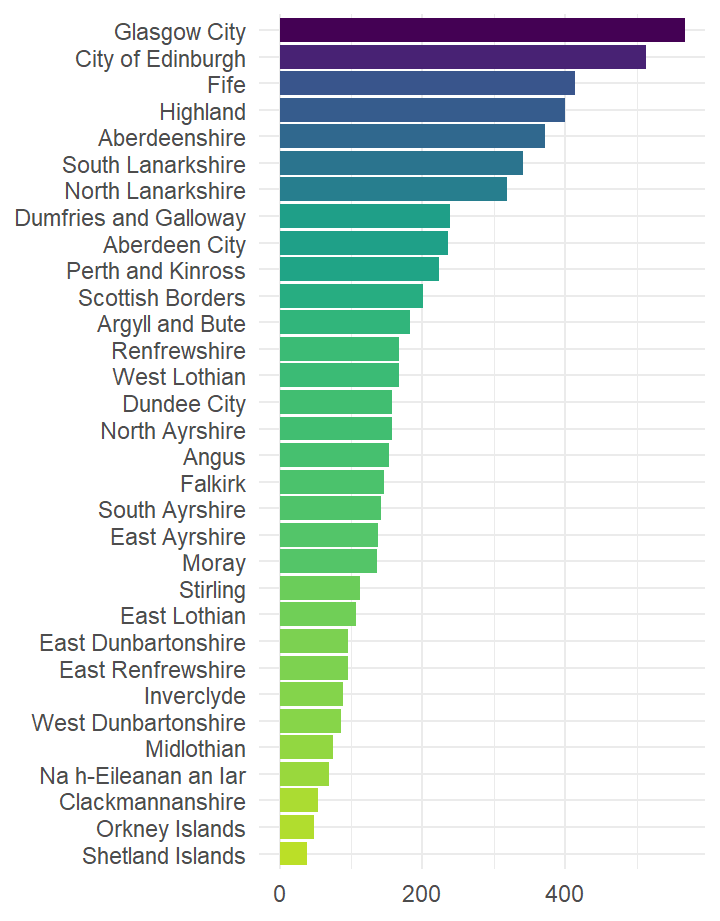 Glasgow City
City of Edinburgh
Fife
Highland
Aberdeenshire
South Lanarkshire
North Lanarkshire
Dumfries and Galloway
Aberdeen City
Perth and Kinross
Scottish Borders
Argyll and Bute
Renfrewshire
West Lothian
Dundee City
North Ayrshire
Angus
Falkirk
South Ayrshire
East Ayrshire
Moray
Stirling
East Lothian
East Dunbartonshire
East Renfrewshire
Inverclyde
West Dunbartonshire
Midlothian
Na h-Eileanan an Iar
Clackmannanshire
Orkney Islands
Shetland Islands
0 200 400